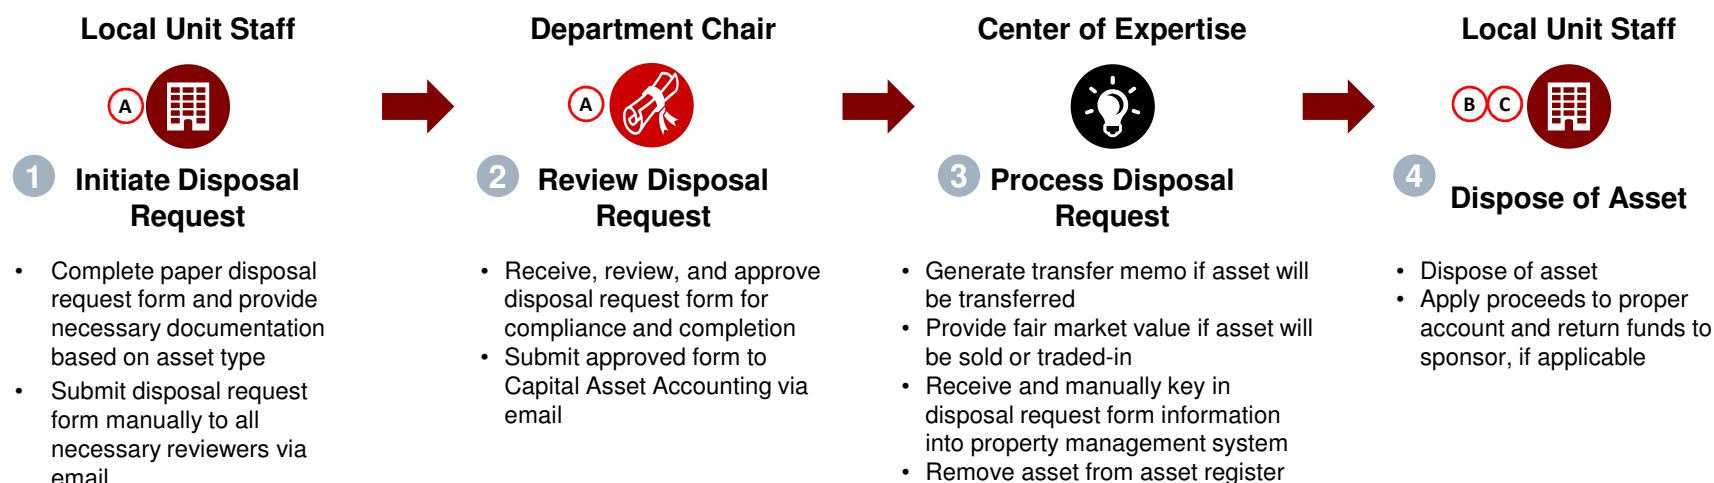 Local Unit Staff
A
1
Initiate Disposal
Request
• Complete paper disposal
request form and provide
necessary documentation
based on asset type
• Submit disposal request
form manually to all
necessary reviewers via
email
Department Chair
A
2
Review Disposal
Request
• Receive, review, and approve
disposal request form for
compliance and completion
• Submit approved form to
Capital Asset Accounting via
email
Center of Expertise
3
Process Disposal
Request
• Generate transfer memo if asset will
be transferred
• Provide fair market value if asset will
be sold or traded-in
• Receive and manually key in
disposal request form information
into property management system
• Remove asset from asset register
Local Unit Staff
B C
4
Dispose of Asset
• Dispose of asset
• Apply proceeds to proper
account and return funds to
sponsor, if applicable